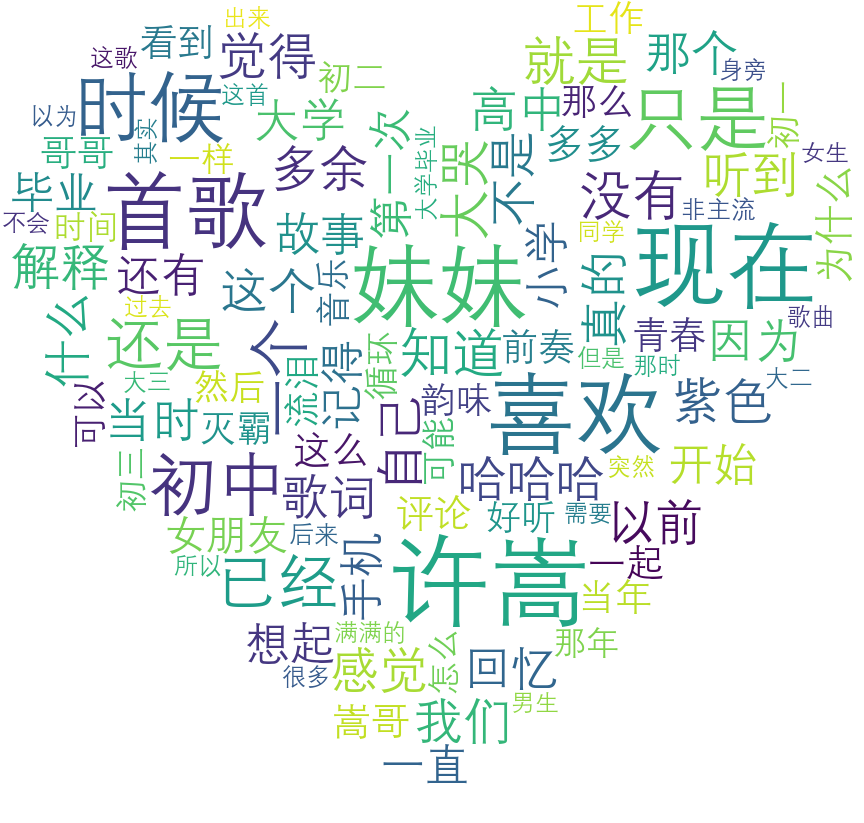 出来
工作
这歌
看到
觉得
初二
就是
那个
身旁
时候
这首
大学
高中
那么
只是
初一
以为
其实
哥哥
一样
多余
第一次
大学毕业
大哭
不是
多多
没有
听到
女生
毕业
首歌
故事
妹妹
小学
同学
非主流
为什么
不会
时间
解释
还有
这个
音乐
真的
现在
什么
过去
还是
一个
知道
前奏
青春
因为
歌曲
大三
然后
流泪
记得
循环
但是
那时
大二
可以
当时
灭霸
韵味
喜欢
紫色
初三
初中
这么
自己
可能
哈哈哈
突然
开始
歌词
评论
好听
需要
以前
女朋友
后来
手机
许嵩
一起
所以
已经
当年
想起
满满的
怎么
那年
很多
感觉
回忆
男生
嵩哥
我们
一直